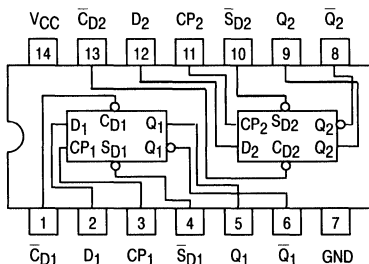 VCC C̅D2 D2 CP2 S̅D2 Q2 Q̅2
14 13 12 11 10 9 8
D1 CD1 Q1 CP2 SD2 Q2
CP1 SD1 Q1 D2 CD2 Q2
1 2 3 4 5 6 7
C̅D1 D1 CP1 S̅D1 Q1 Q̅1 GND